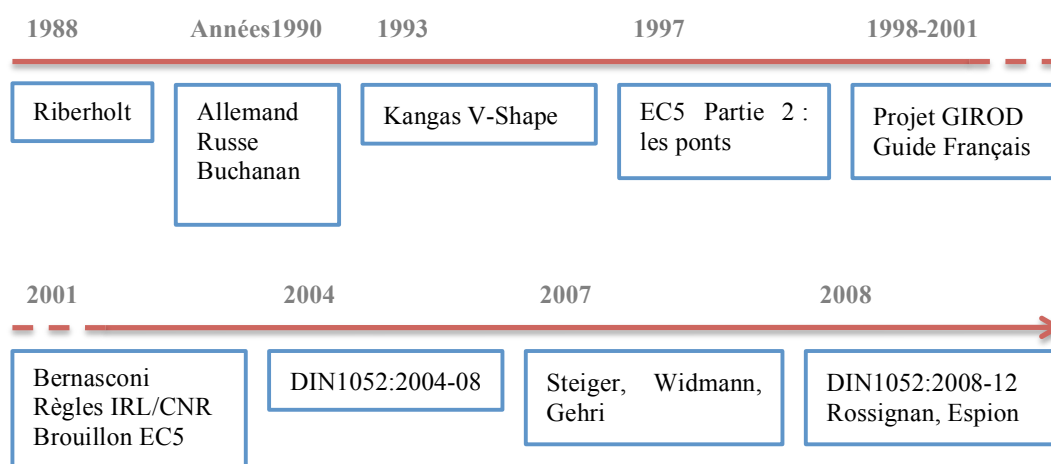 1988 Années1990 1993 1997 1998-2001
Riberholt
Allemand
Russe
Buchanan
Kangas V-Shape
EC5 Partie 2 :
les ponts
Projet GIROD
Guide Français
2001 2004 2007 2008
Bernasconi
Règles IRL/CNR
Brouillon EC5
DIN1052:2004-08
Steiger, Widmann,
Gehri
DIN1052:2008-12
Rossignan, Espion